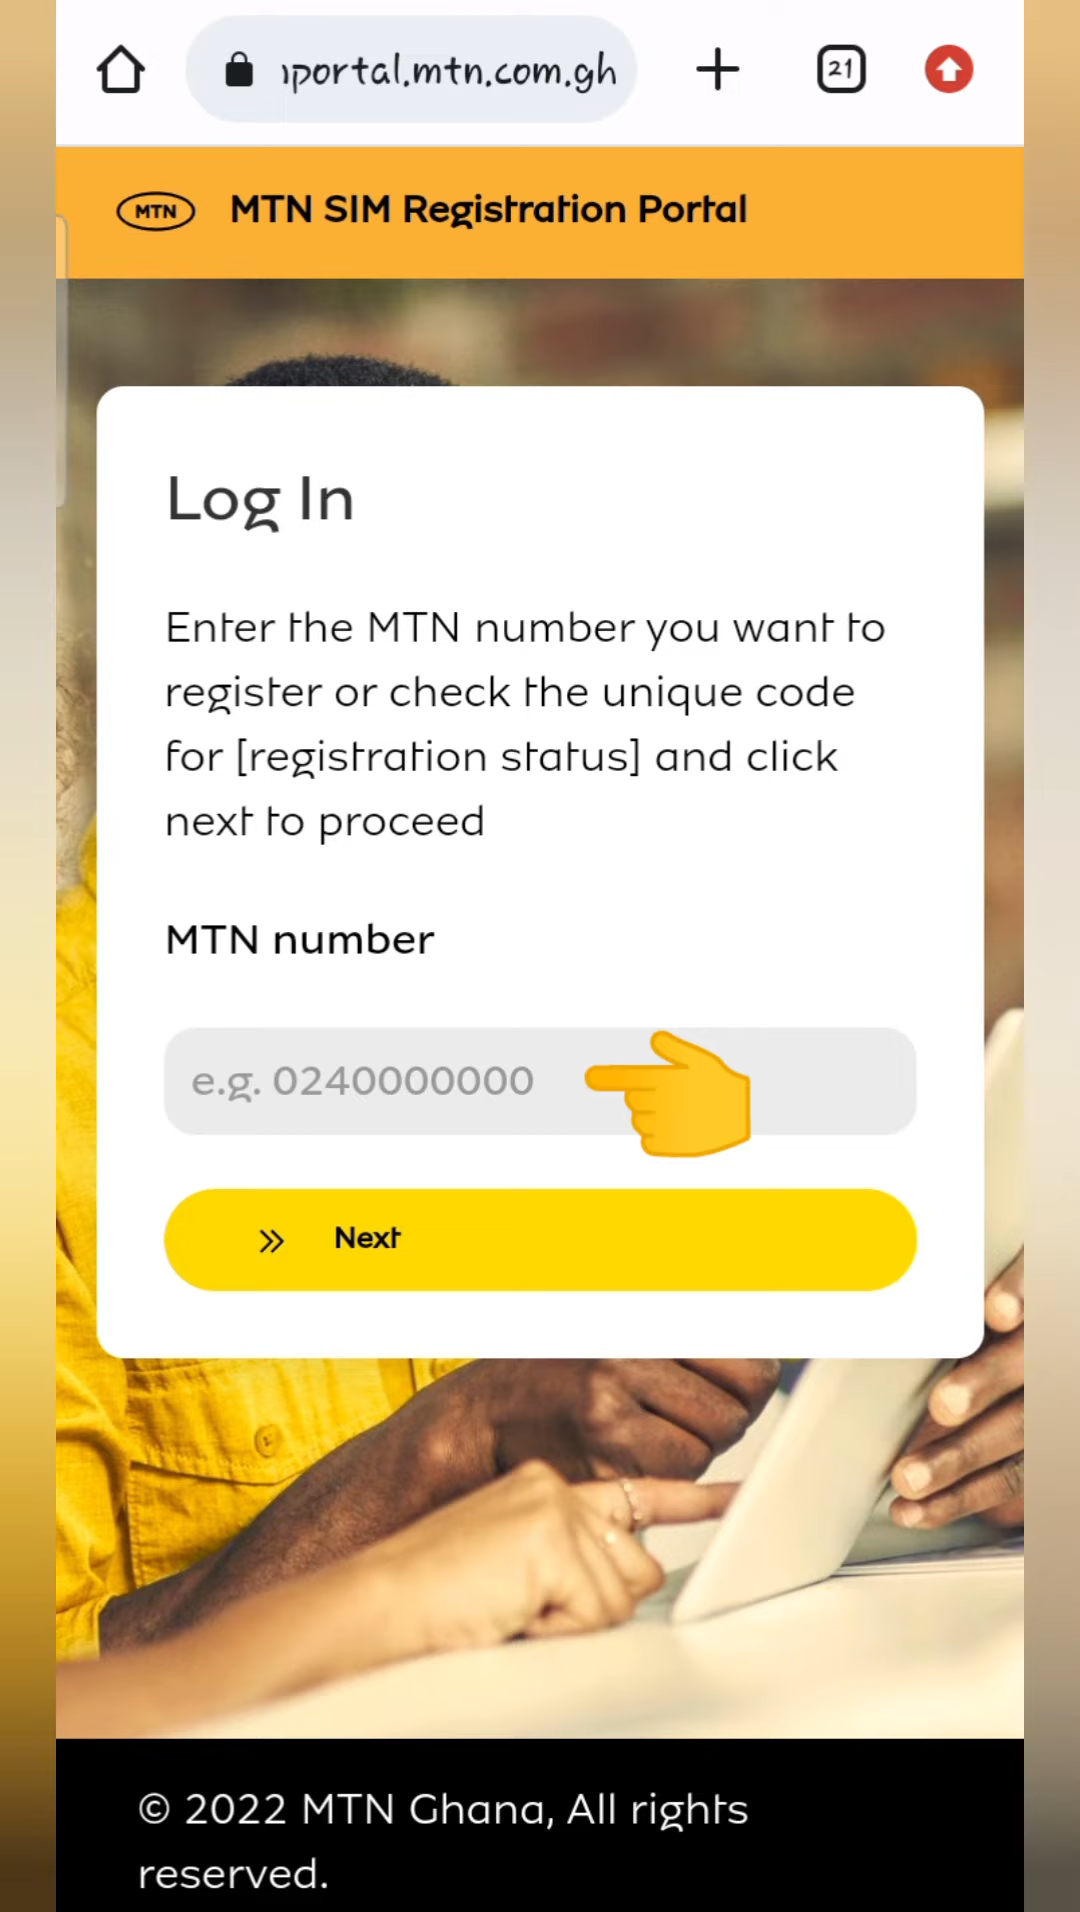 ıportal.mtn.com.gh
21
MTN
MTN SIM Registration Portal
Log In
Enter the MTN number you want to
register or check the unique code
for [registration status] and click
next to proceed
MTN number
e.g. 0240000000
Next
© 2022 MTN Ghana, All rights
reserved.